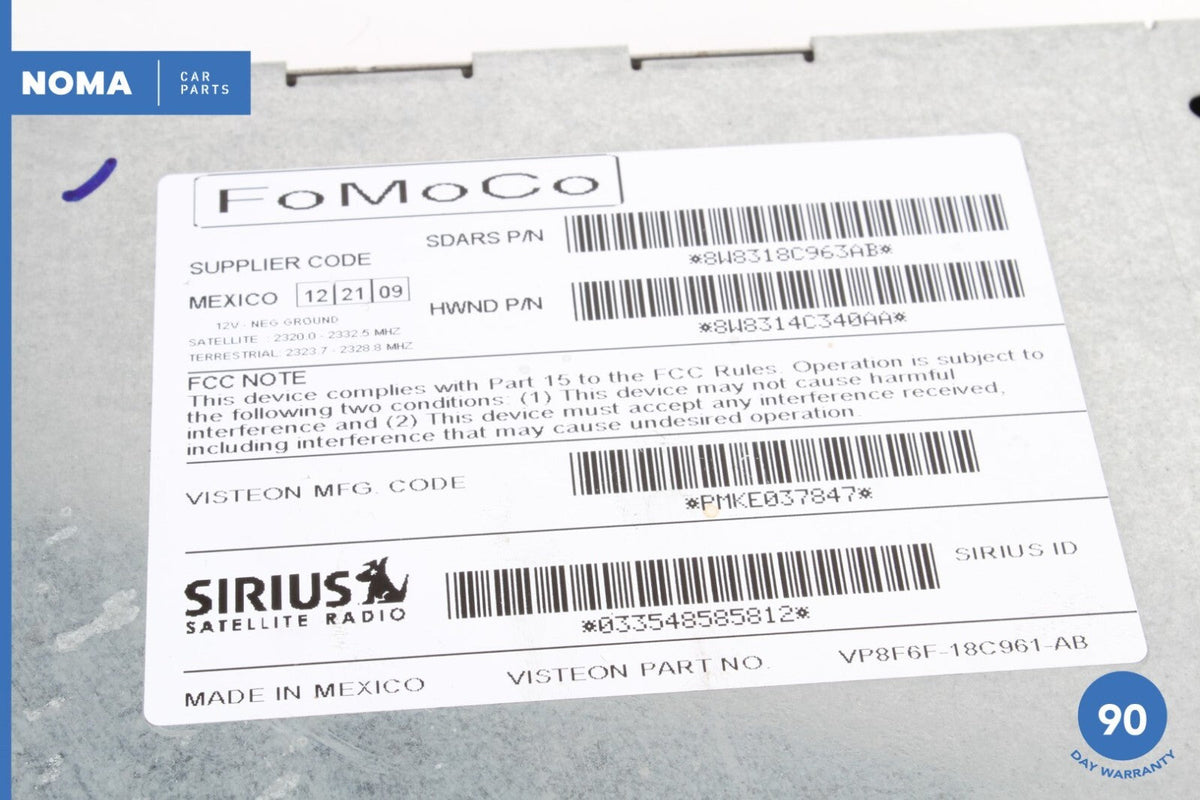 NOMA
CAR
PARTS
FoMoCo
SDARS P/N
*8W8318C963AB*
SUPPLIER CODE
MEXICO 12 21 09
HWND P/N
*8W8314C340AA*
12V - NEG GROUND
SATELLITE : 2320.0 - 2332.5 MHZ
TERRESTRIAL: 2323.7 - 2328.8 MHZ
FCC NOTE
This device complies with Part 15 to the FCC Rules. Operation is subject to
the following two conditions: (1) This device may not cause harmful
interference and (2) This device must accept any interference received,
including interference that may cause undesired operation.
VISTEON MFG. CODE
*PMKE037847*
SIRIUS
SATELLITE RADIO
*033548585812*
SIRIUS ID
MADE IN MEXICO VISTEON PART NO. VP8F6F-18C961-AB
90
DAY WARRANTY